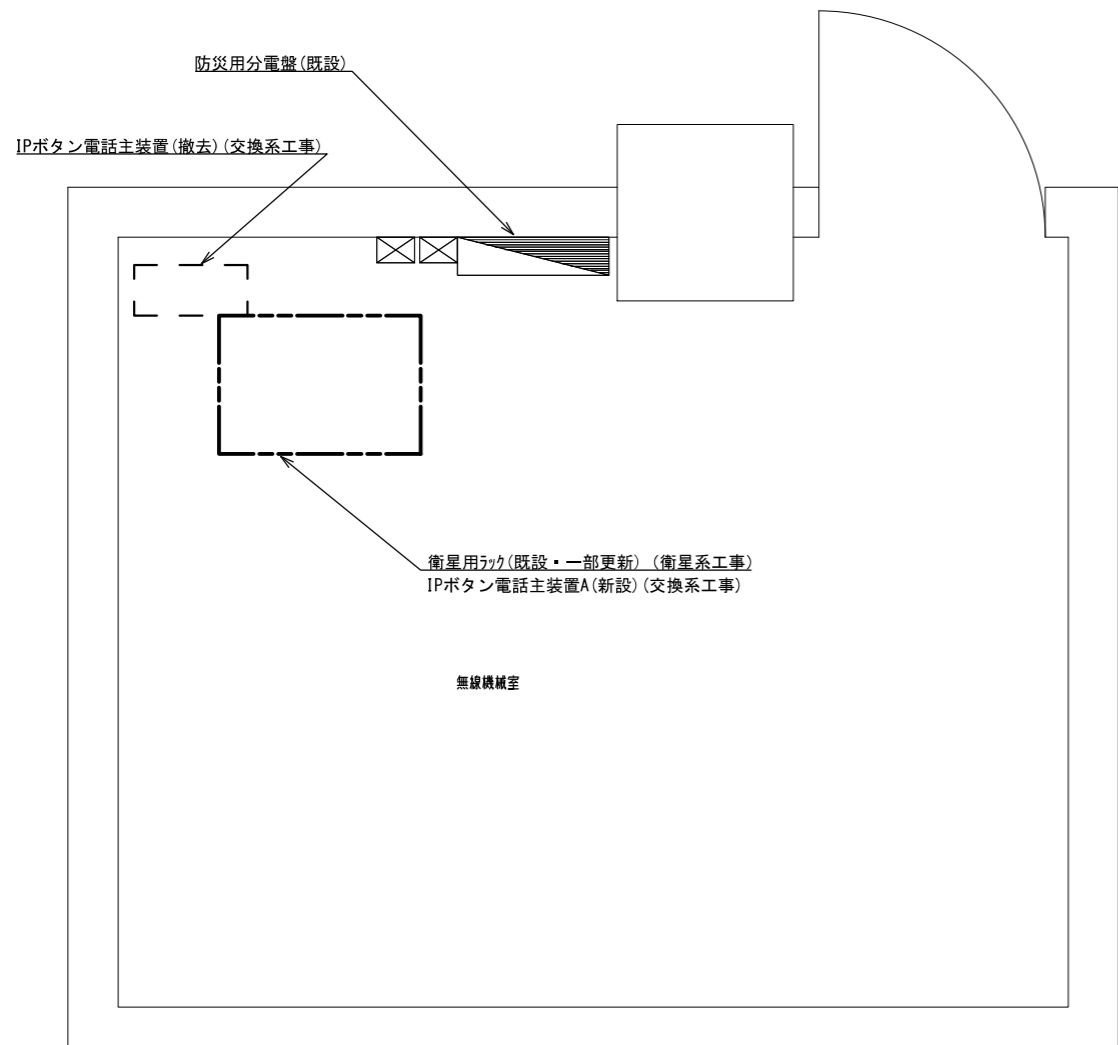 防災用分電盤(既設)
IPボタン電話主装置(撤去)(交換系工事)
衛星用ﾗｯｸ(既設・一部更新) (衛星系工事)
IPボタン電話主装置A(新設)(交換系工事)
無線機械室